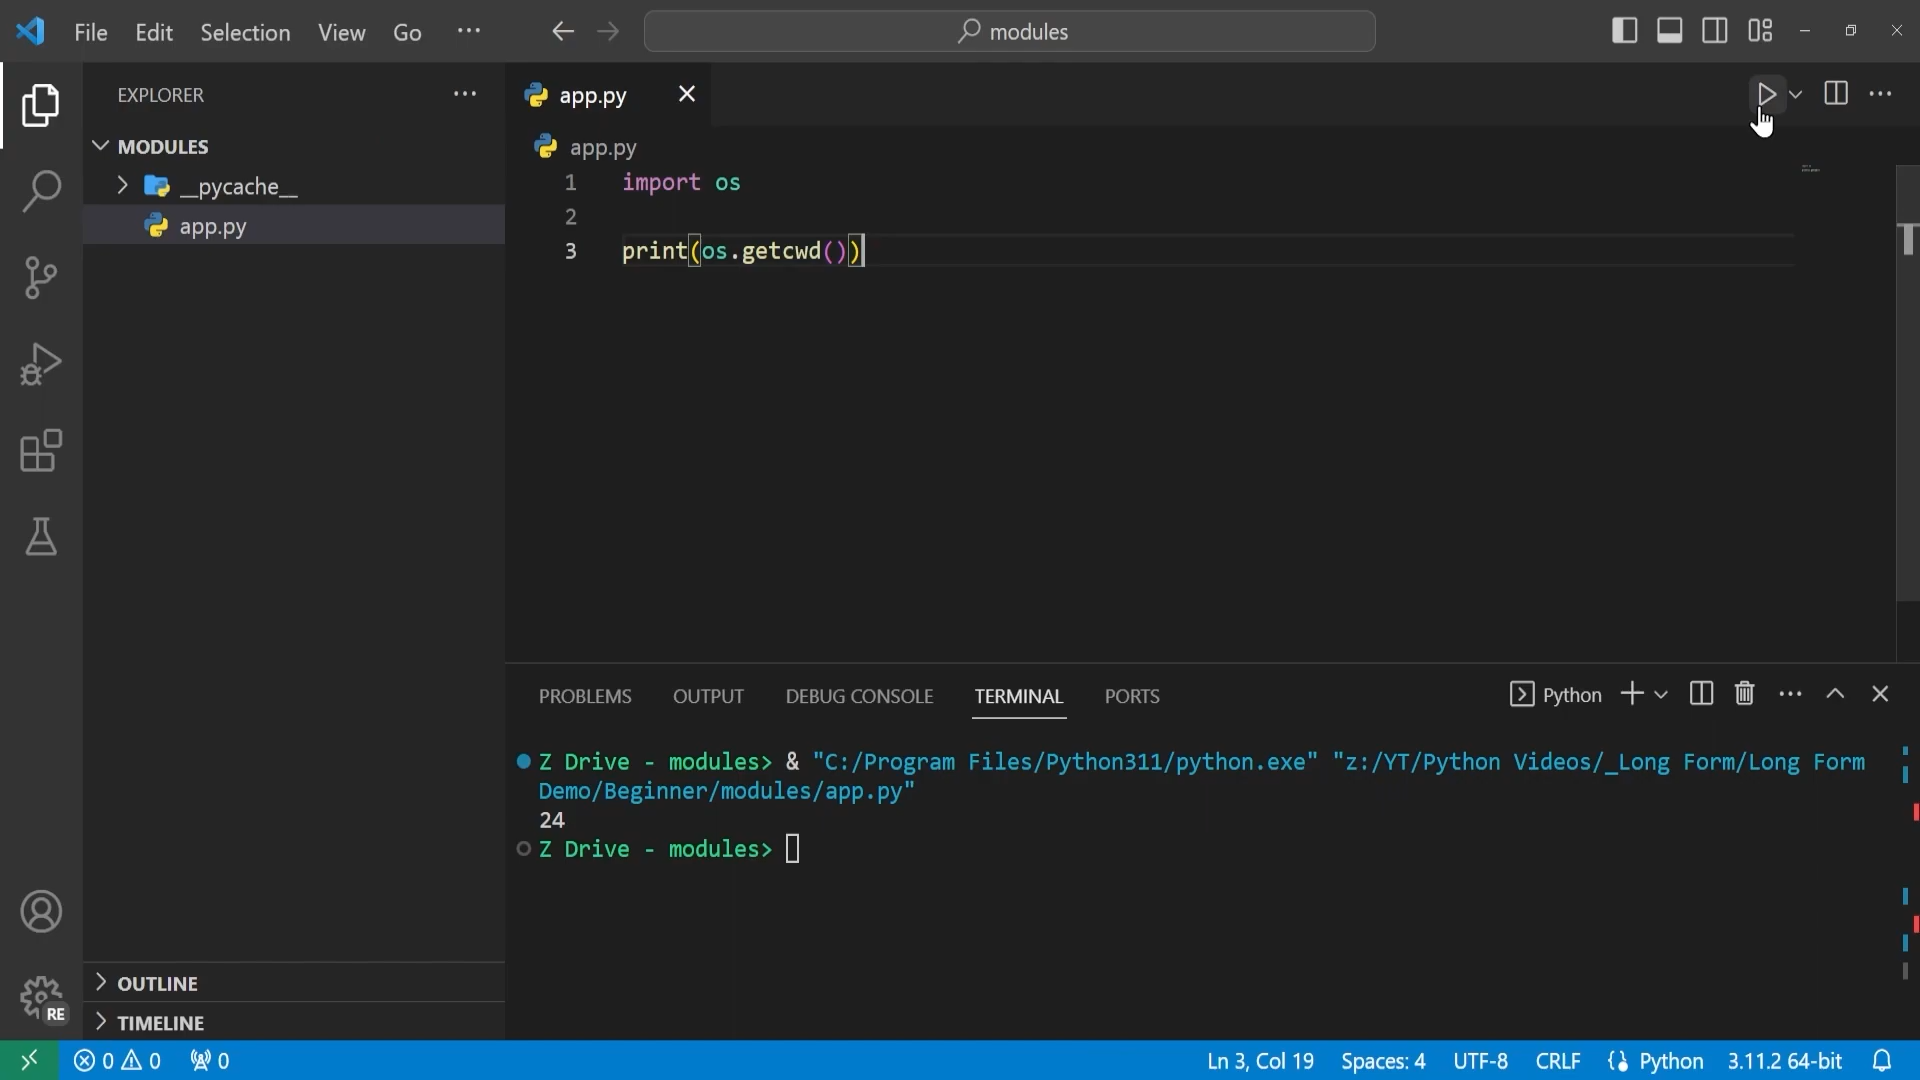 File Edit Selection View Go ··· modules
EXPLORER ···
MODULES
__pycache__
app.py
app.py
app.py
1 import os
2
3 print(os.getcwd())
PROBLEMS OUTPUT DEBUG CONSOLE TERMINAL PORTS Python
Z Drive - modules> & "C:/Program Files/Python311/python.exe" "z:/YT/Python Videos/_Long Form/Long Form
Demo/Beginner/modules/app.py"
24
Z Drive - modules>
OUTLINE
TIMELINE
RE
0 0 0 Ln 3, Col 19 Spaces: 4 UTF-8 CRLF Python 3.11.2 64-bit